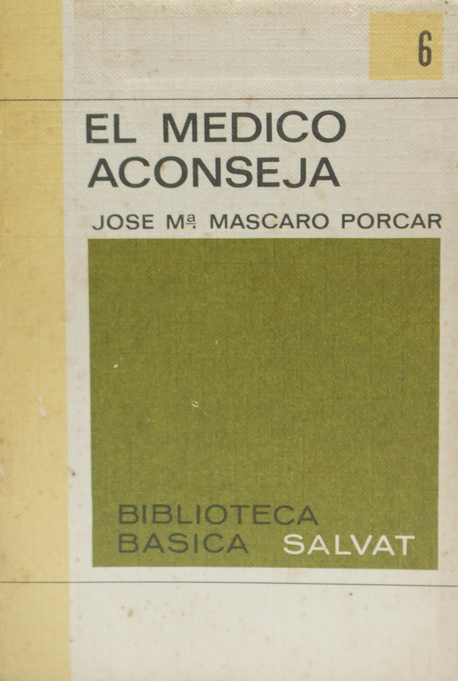 6
EL MEDICO
ACONSEJA
JOSE Mª MASCARO PORCAR
BIBLIOTECA
BASICA SALVAT